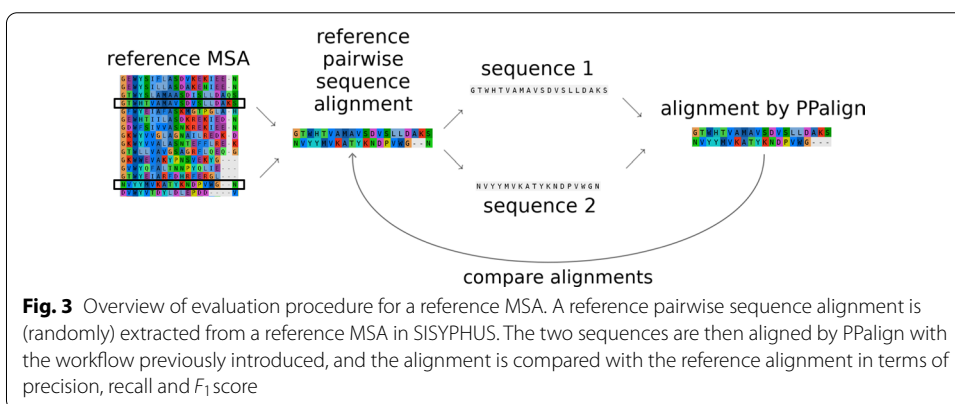 reference MSA
reference
pairwise
sequence
alignment
sequence 1
GTWHTVAMAVSDVSLLDAKS
alignment by PPalign
GTWHTVAMAVSDVSLLDAKS
NVYYMVKATYKNDPVWG--N
GTWHTVAMAVSDVSLLDAKS
NVYYMVKATYKNDPVWG---
NVYYMVKATYKNDPVWGN
sequence 2
compare alignments
Fig. 3 Overview of evaluation procedure for a reference MSA. A reference pairwise sequence alignment is
(randomly) extracted from a reference MSA in SISYPHUS. The two sequences are then aligned by PPalign with
the workflow previously introduced, and the alignment is compared with the reference alignment in terms of
precision, recall and F1 score